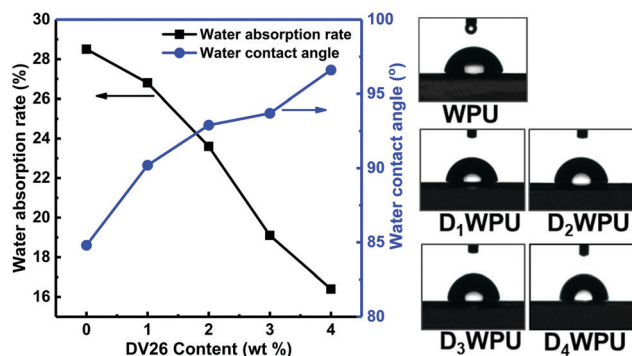 Water absorption rate
Water contact angle
Water absorption rate (%)
30
28
26
24
22
20
18
16
100
95
90
85
80
Water contact angle (°)
0 1 2 3 4
DV26 Content (wt %)
WPU
D₁WPU D₂WPU
D₃WPU D₄WPU